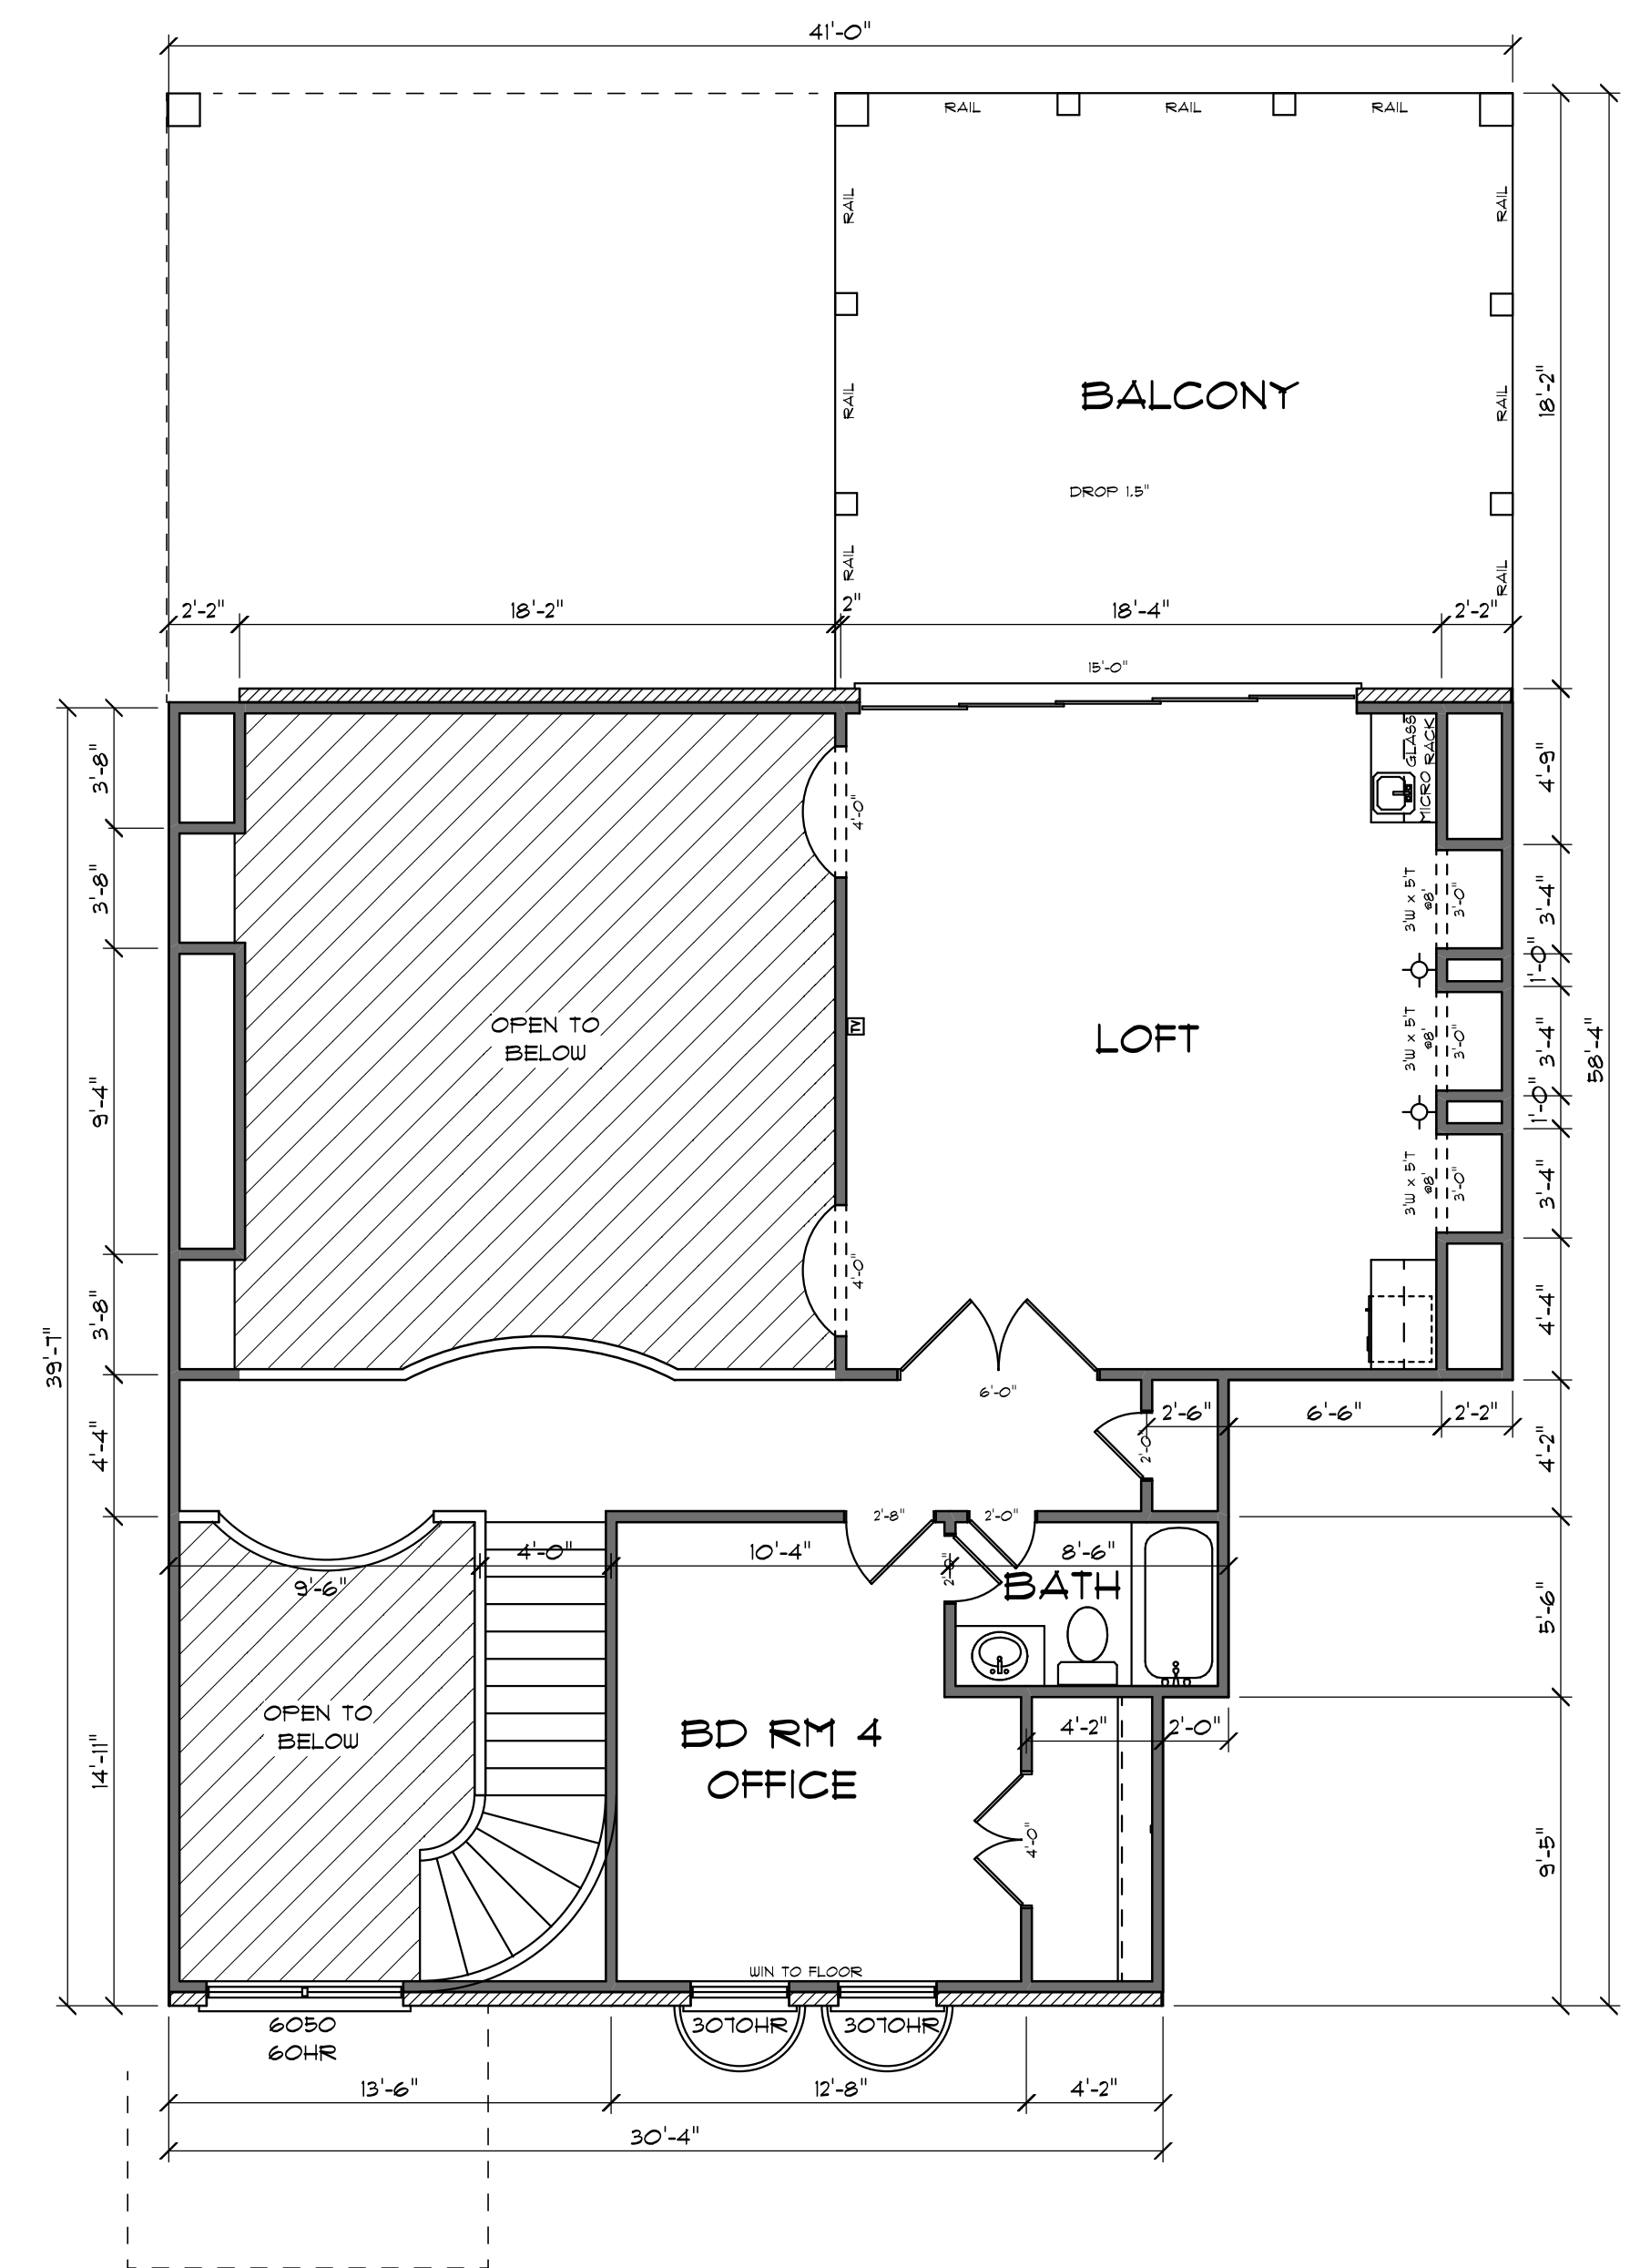 41'-0"
RAIL RAIL RAIL
RAIL RAIL
18'-2"
RAIL BALCONY RAIL
DROP 1.5"
RAIL RAIL
2'-2" 18'-2" 2" 18'-4" 2'-2"
15'-0"
3'-8" 4'-0" MICRO GLASS RACK 4'-9"
3'-8" 3'W x 5'T @8' 3'-0" 3'-4"
1'-0"
OPEN TO
BELOW
TV LOFT 3'W x 5'T @8' 3'-0" 3'-4" 58'-4"
9'-4" 1'-0"
3'W x 5'T @8' 3'-0" 3'-4"
39'-7" 3'-8" 4'-0" 4'-4"
6'-0"
2'-6" 6'-6" 2'-2"
4'-4" 2'-0" 4'-2"
2'-8" 2'-0"
4'-0" 10'-4" 8'-6"
9'-6" 2'-0" BATH 5'-6"
OPEN TO
BELOW
BD RM 4
OFFICE
4'-2" 2'-0"
14'-11" 4'-0" 9'-5"
WIN TO FLOOR
6050
60HR
3070HR 3070HR
13'-6" 12'-8" 4'-2"
30'-4"